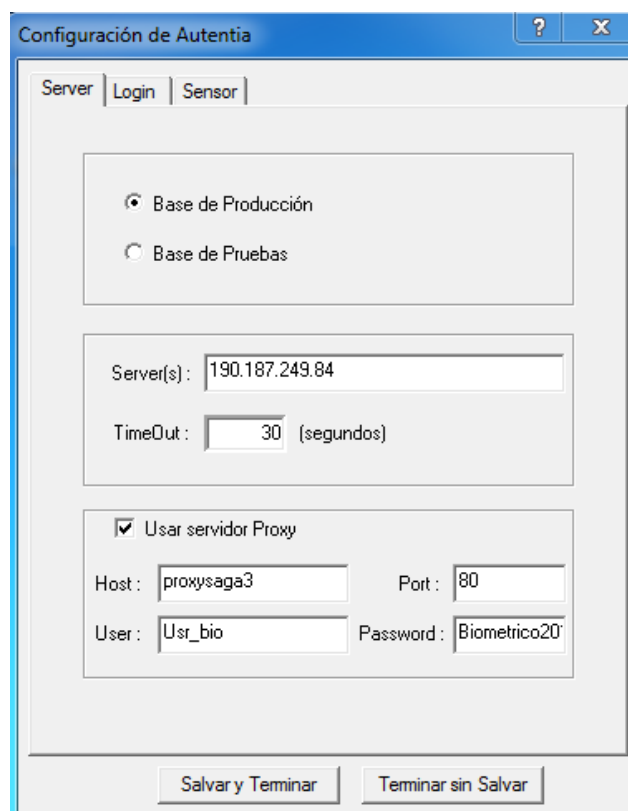 Configuración de Autentia
Server Login Sensor
Base de Producción
Base de Pruebas
Server(s) : 190.187.249.84
TimeOut : 30 (segundos)
Usar servidor Proxy
Host : proxysaga3 Port : 80
User : Usr_bio Password : Biometrico20
Salvar y Terminar Terminar sin Salvar